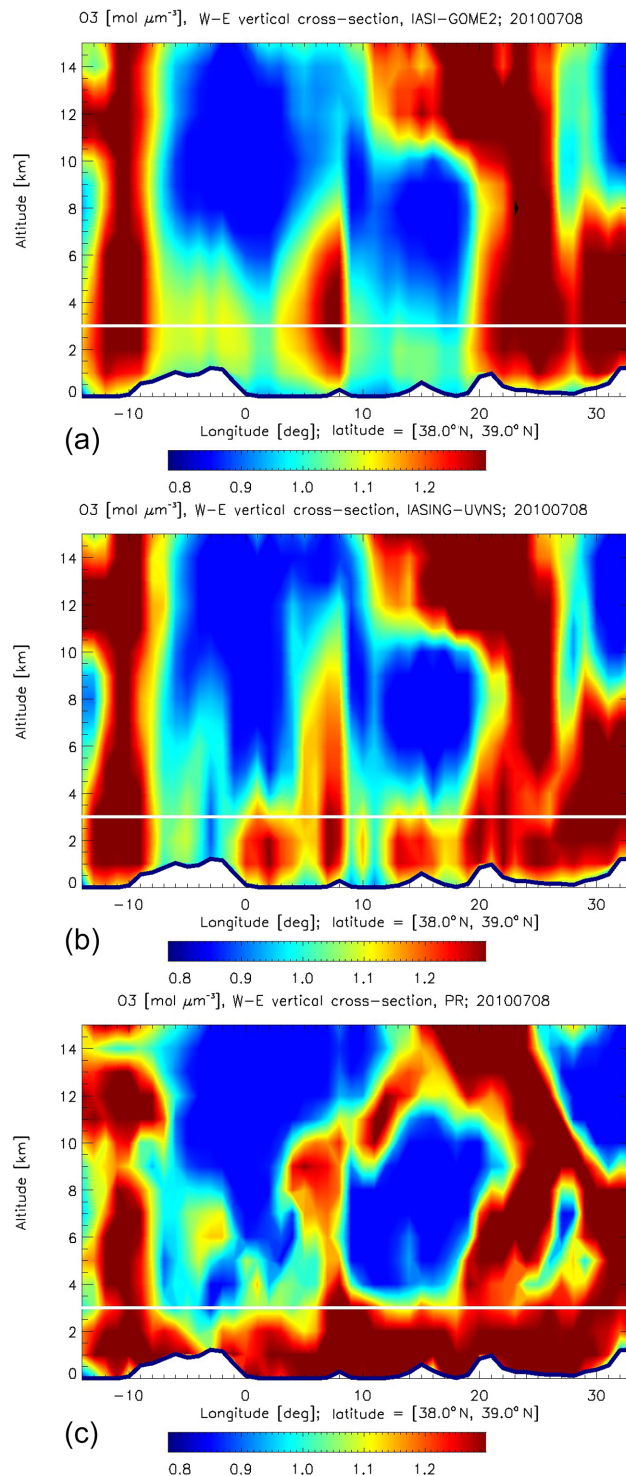 O3 [mol μm⁻³], W-E vertical cross-section, IASI-GOME2; 20100708
14
12
10
8
6
4
2
0
Altitude [km]
-10 0 10 20 30
Longitude [deg]; latitude = [38.0°N, 39.0°N]
(a)
0.8 0.9 1.0 1.1 1.2
O3 [mol μm⁻³], W-E vertical cross-section, IASING-UVNS; 20100708
14
12
10
8
6
4
2
0
Altitude [km]
-10 0 10 20 30
Longitude [deg]; latitude = [38.0°N, 39.0°N]
(b)
0.8 0.9 1.0 1.1 1.2
O3 [mol μm⁻³], W-E vertical cross-section, PR; 20100708
14
12
10
8
6
4
2
0
Altitude [km]
-10 0 10 20 30
Longitude [deg]; latitude = [38.0°N, 39.0°N]
(c)
0.8 0.9 1.0 1.1 1.2